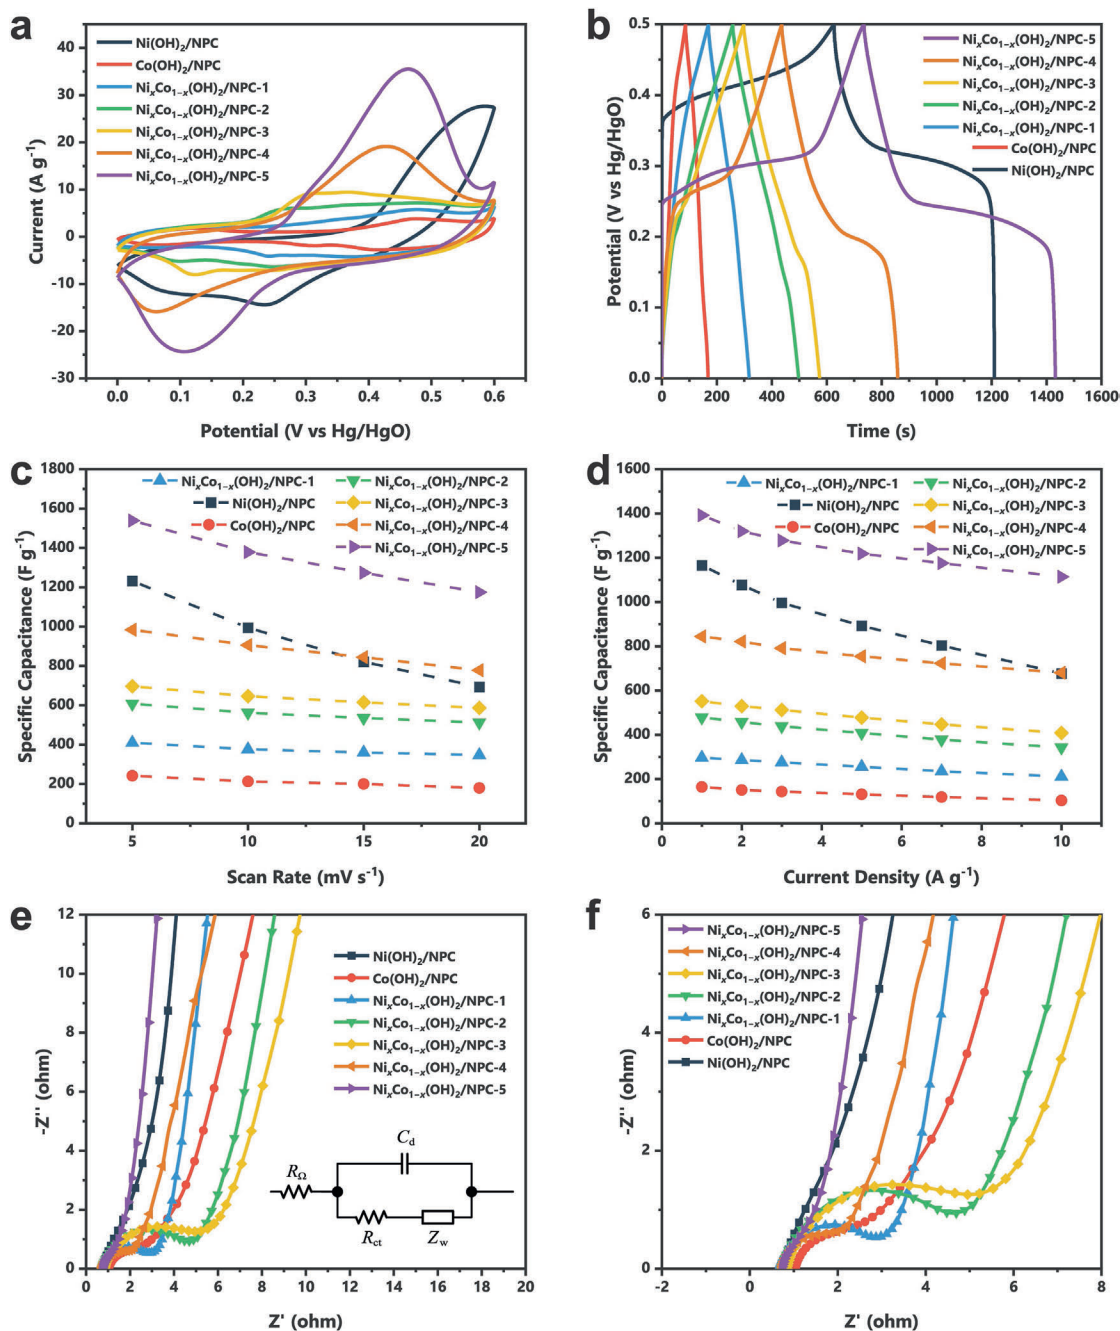 a
Current (A g⁻¹)
40
30
20
10
0
-10
-20
-30
Ni(OH)₂/NPC
Co(OH)₂/NPC
NiₓCo₁₋ₓ(OH)₂/NPC-1
NiₓCo₁₋ₓ(OH)₂/NPC-2
NiₓCo₁₋ₓ(OH)₂/NPC-3
NiₓCo₁₋ₓ(OH)₂/NPC-4
NiₓCo₁₋ₓ(OH)₂/NPC-5
0.0 0.1 0.2 0.3 0.4 0.5 0.6
Potential (V vs Hg/HgO)
b
Potential (V vs Hg/HgO)
0.5
0.4
0.3
0.2
0.1
0.0
NiₓCo₁₋ₓ(OH)₂/NPC-5
NiₓCo₁₋ₓ(OH)₂/NPC-4
NiₓCo₁₋ₓ(OH)₂/NPC-3
NiₓCo₁₋ₓ(OH)₂/NPC-2
NiₓCo₁₋ₓ(OH)₂/NPC-1
Co(OH)₂/NPC
Ni(OH)₂/NPC
0 200 400 600 800 1000 1200 1400 1600
Time (s)
c
Specific Capacitance (F g⁻¹)
1800
1600
1400
1200
1000
800
600
400
200
0
NiₓCo₁₋ₓ(OH)₂/NPC-1 NiₓCo₁₋ₓ(OH)₂/NPC-2
Ni(OH)₂/NPC NiₓCo₁₋ₓ(OH)₂/NPC-3
Co(OH)₂/NPC NiₓCo₁₋ₓ(OH)₂/NPC-4
NiₓCo₁₋ₓ(OH)₂/NPC-5
5 10 15 20
Scan Rate (mV s⁻¹)
d
Specific Capacitance (F g⁻¹)
1600
1400
1200
1000
800
600
400
200
0
NiₓCo₁₋ₓ(OH)₂/NPC-1 NiₓCo₁₋ₓ(OH)₂/NPC-2
Ni(OH)₂/NPC NiₓCo₁₋ₓ(OH)₂/NPC-3
Co(OH)₂/NPC NiₓCo₁₋ₓ(OH)₂/NPC-4
NiₓCo₁₋ₓ(OH)₂/NPC-5
0 2 4 6 8 10
Current Density (A g⁻¹)
e
-Z'' (ohm)
12
10
8
6
4
2
0
Ni(OH)₂/NPC
Co(OH)₂/NPC
NiₓCo₁₋ₓ(OH)₂/NPC-1
NiₓCo₁₋ₓ(OH)₂/NPC-2
NiₓCo₁₋ₓ(OH)₂/NPC-3
NiₓCo₁₋ₓ(OH)₂/NPC-4
NiₓCo₁₋ₓ(OH)₂/NPC-5
C_d
R_Ω
R_ct Z_w
0 2 4 6 8 10 12 14 16 18 20
Z' (ohm)
f
-Z'' (ohm)
6
4
2
0
NiₓCo₁₋ₓ(OH)₂/NPC-5
NiₓCo₁₋ₓ(OH)₂/NPC-4
NiₓCo₁₋ₓ(OH)₂/NPC-3
NiₓCo₁₋ₓ(OH)₂/NPC-2
NiₓCo₁₋ₓ(OH)₂/NPC-1
Co(OH)₂/NPC
Ni(OH)₂/NPC
-2 0 2 4 6 8
Z' (ohm)